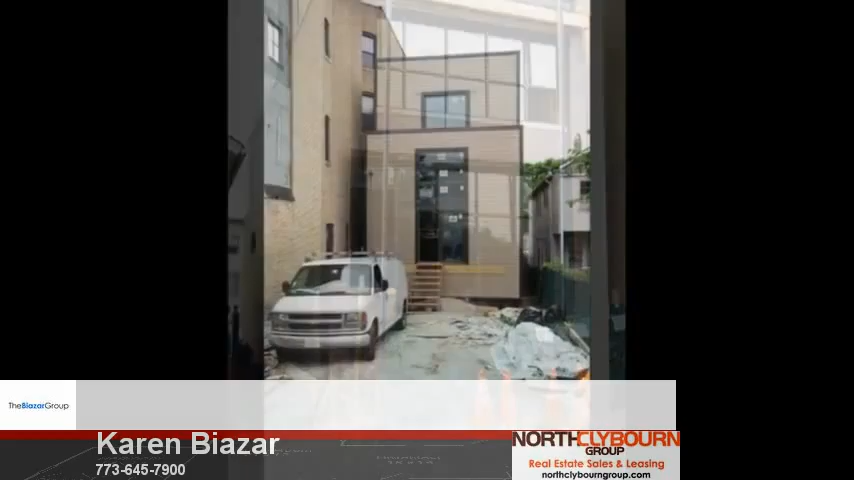 TheBiazarGroup
Karen Biazar
773-645-7900
NORTHCLYBOURN
GROUP
Real Estate Sales & Leasing
northclybourngroup.com